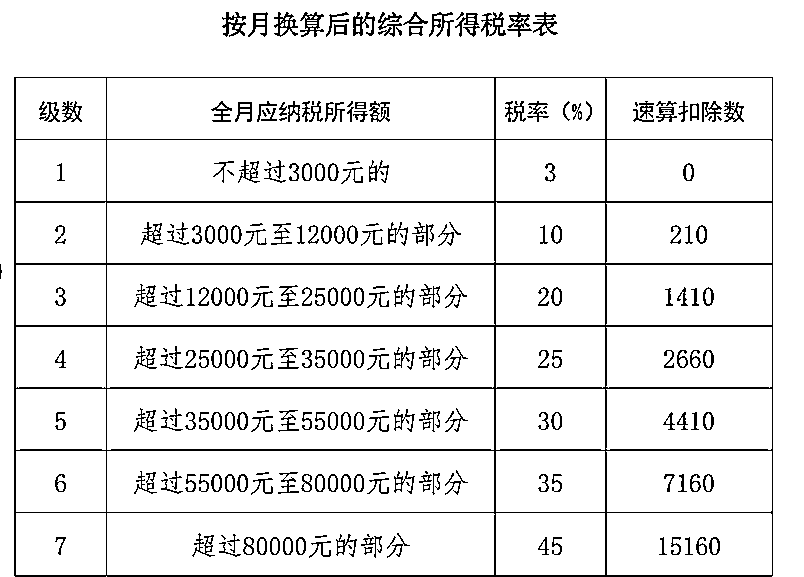 按月换算后的综合所得税率表
级数 全月应纳税所得额 税率（%） 速算扣除数
1 不超过3000元的 3 0
2 超过3000元至12000元的部分 10 210
3 超过12000元至25000元的部分 20 1410
4 超过25000元至35000元的部分 25 2660
5 超过35000元至55000元的部分 30 4410
6 超过55000元至80000元的部分 35 7160
7 超过80000元的部分 45 15160